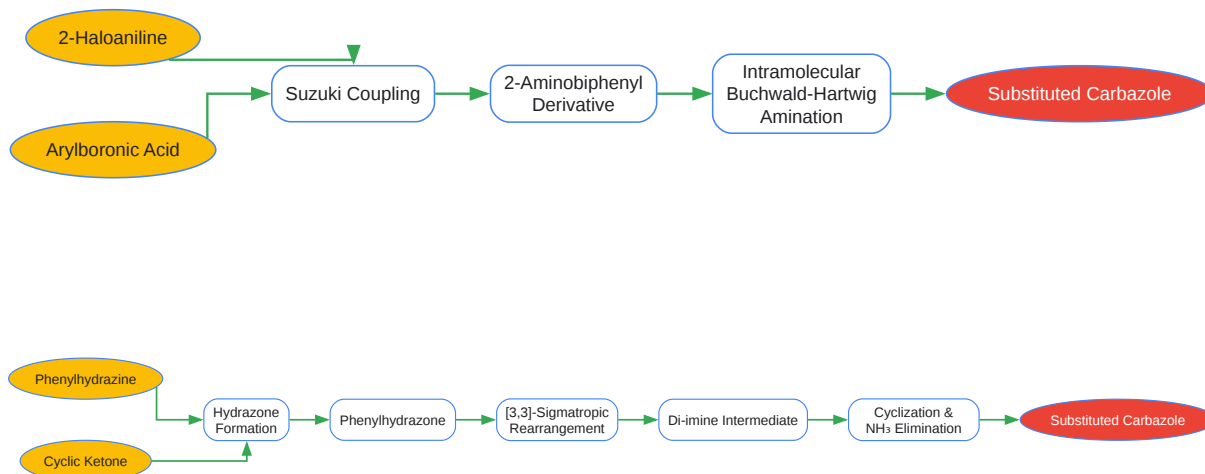 2-Haloaniline
Arylboronic Acid
Suzuki Coupling
2-Aminobiphenyl
Derivative
Intramolecular
Buchwald-Hartwig
Amination
Substituted Carbazole
Phenylhydrazine
Cyclic Ketone
Hydrazone
Formation
Phenylhydrazone
[3,3]-Sigmatropic
Rearrangement
Di-imine Intermediate
Cyclization &
NH₃ Elimination
Substituted Carbazole